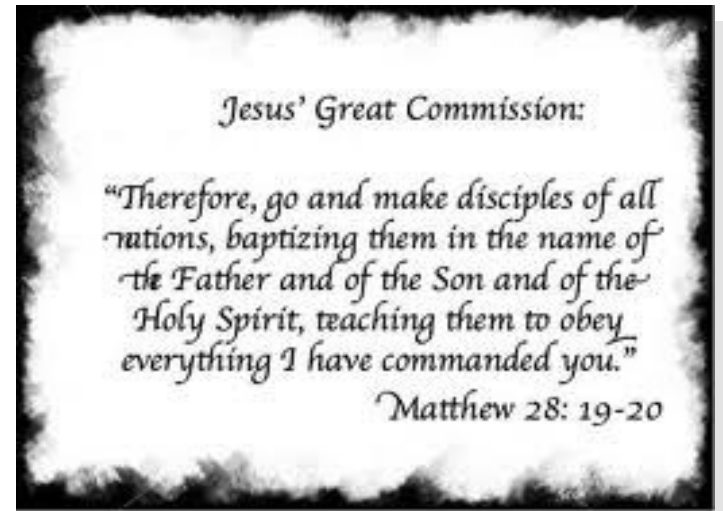 Jesus' Great Commission:
“Therefore, go and make disciples of all
nations, baptizing them in the name of
the Father and of the Son and of the
Holy Spirit, teaching them to obey
everything I have commanded you.”
Matthew 28: 19-20